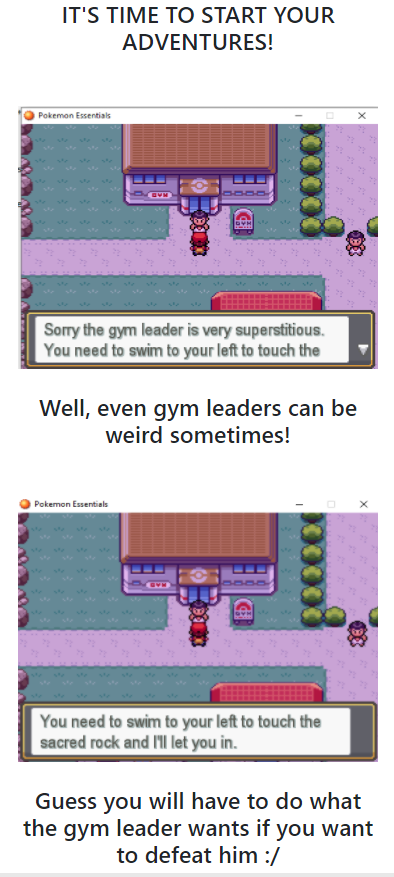 IT'S TIME TO START YOUR
ADVENTURES!
Pokemon Essentials
GYM
GYM
Sorry the gym leader is very superstitious.
You need to swim to your left to touch the
Well, even gym leaders can be
weird sometimes!
Pokemon Essentials
GYM
You need to swim to your left to touch the
sacred rock and I'll let you in.
Guess you will have to do what
the gym leader wants if you want
to defeat him :/